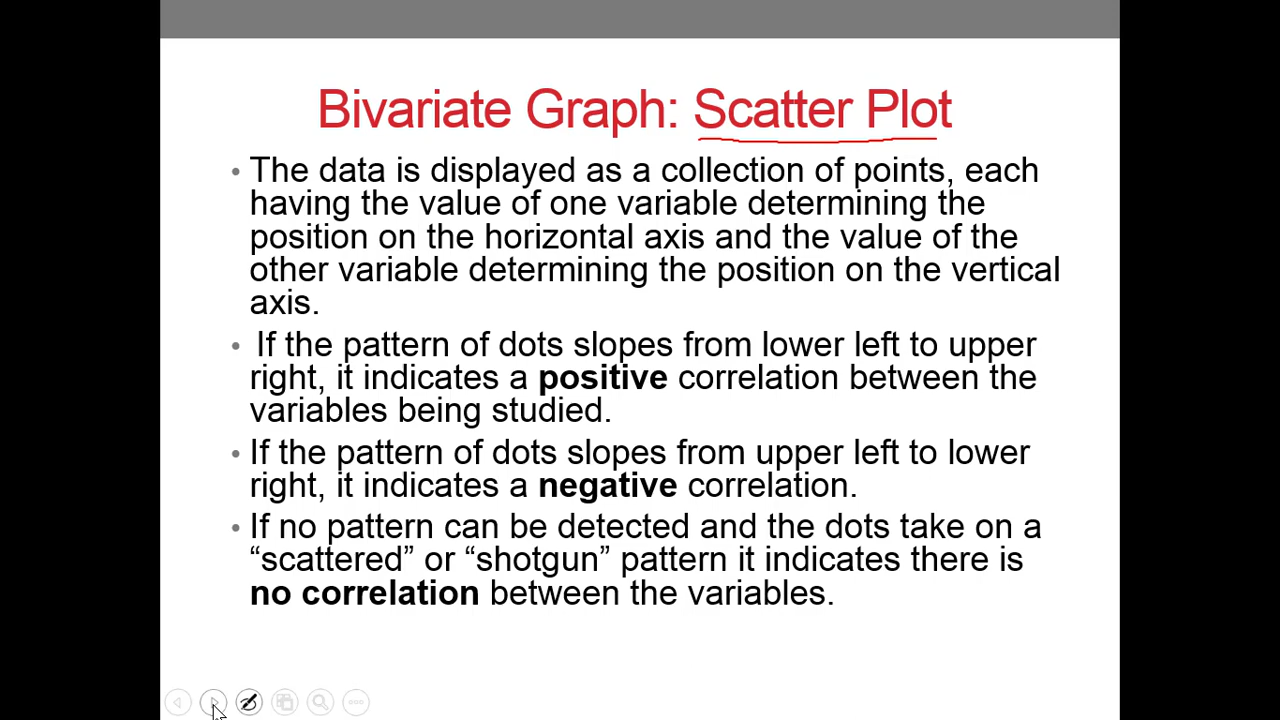 Bivariate Graph: Scatter Plot
• The data is displayed as a collection of points, each
having the value of one variable determining the
position on the horizontal axis and the value of the
other variable determining the position on the vertical
axis.
• If the pattern of dots slopes from lower left to upper
right, it indicates a positive correlation between the
variables being studied.
• If the pattern of dots slopes from upper left to lower
right, it indicates a negative correlation.
• If no pattern can be detected and the dots take on a
“scattered” or “shotgun” pattern it indicates there is
no correlation between the variables.